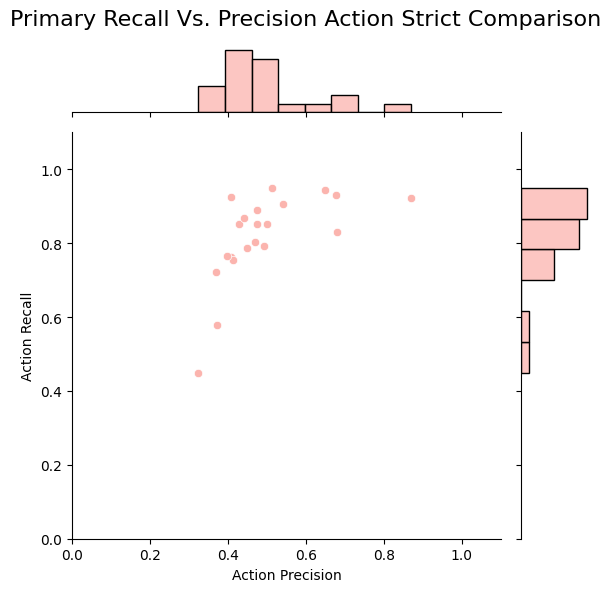 Primary Recall Vs. Precision Action Strict Comparison
1.0
0.8
0.6
0.4
0.2
0.0
Action Recall
0.0 0.2 0.4 0.6 0.8 1.0
Action Precision